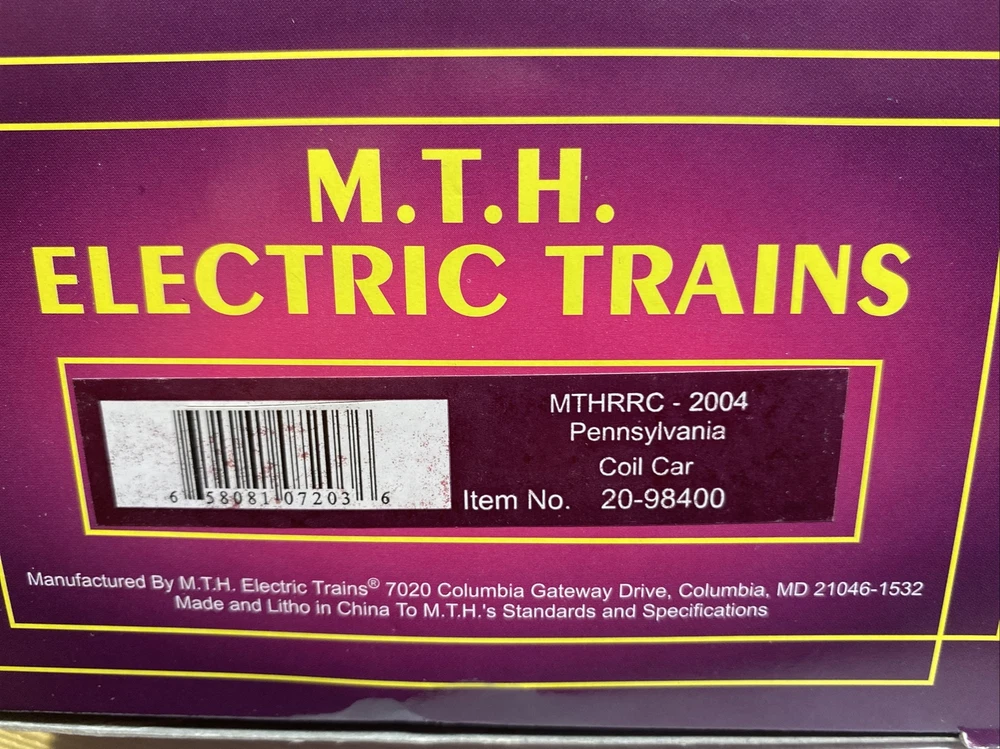 M.T.H.
ELECTRIC TRAINS
MTHRRC - 2004
Pennsylvania
Coil Car
Item No. 20-98400
6 58081 07203 6
Manufactured By M.T.H. Electric Trains® 7020 Columbia Gateway Drive, Columbia, MD 21046-1532
Made and Litho in China To M.T.H.'s Standards and Specifications